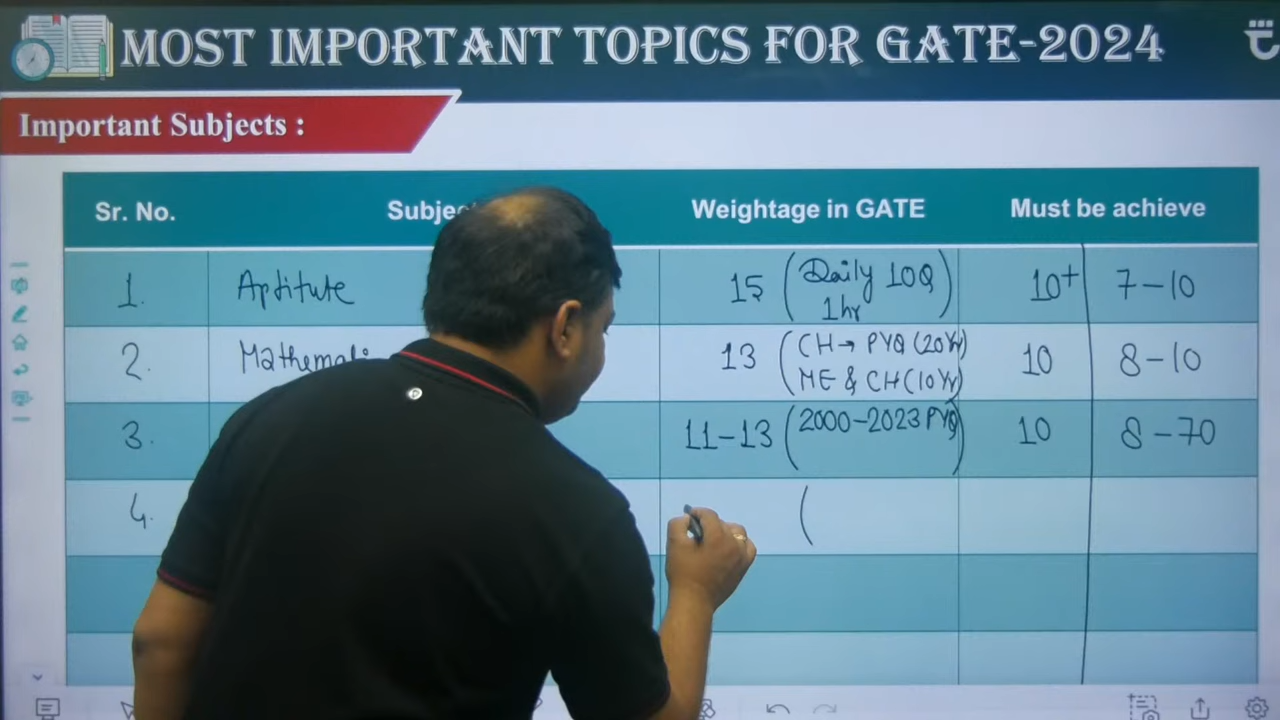 MOST IMPORTANT TOPICS FOR GATE-2024
Important Subjects :
Sr. No. Weightage in GATE Must be achieve
1. Aptitute 15 (Daily 10Q 1hr) 10+ 7-10
2. 13 (CH→ PYQ (20Yr) ME & CH(10Yr) 10 8-10
3. 11-13 (2000-2023 PYQ) 10 8-70
4. (